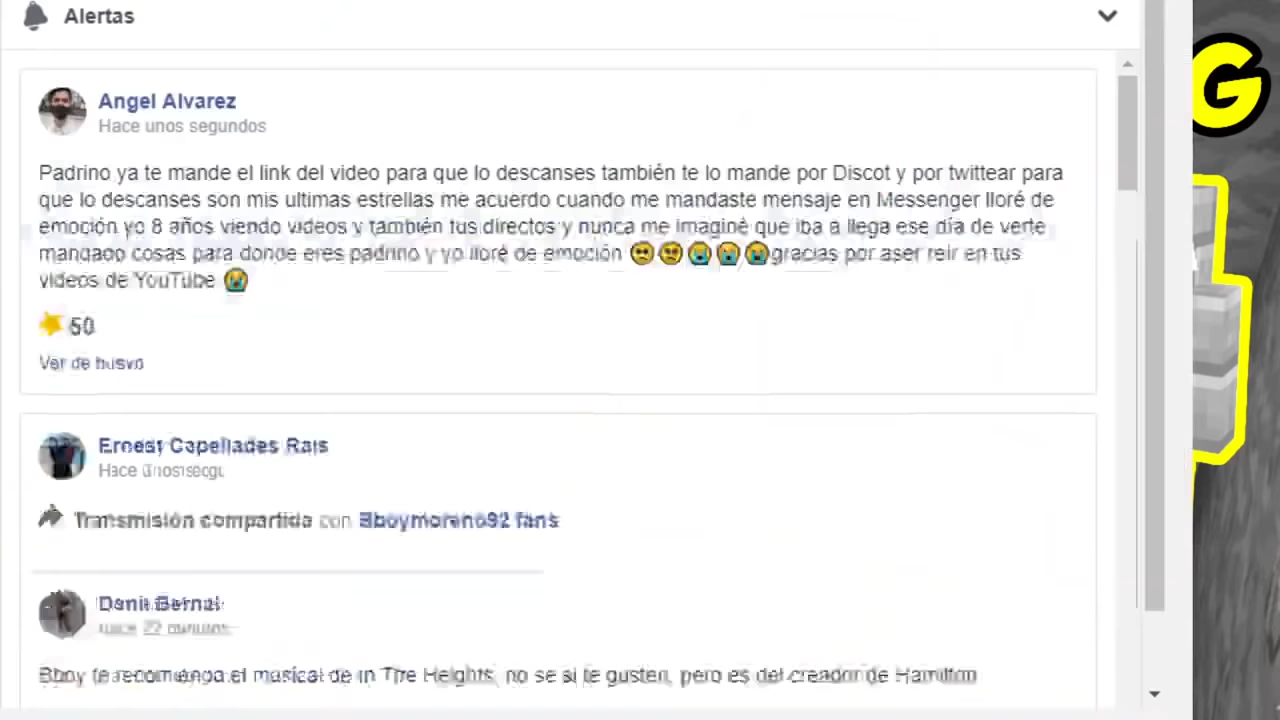 Alertas
G
Angel Alvarez
Hace unos segundos
Padrino ya te mande el link del video para que lo descanses también te lo mande por Discot y por twittear para
que lo descanses son mis ultimas estrellas me acuerdo cuando me mandaste mensaje en Messenger lloré de
emoción yo 8 años viendo videos y también tus directos y nunca me imaginé que iba a llega ese día de verte
mandado cosas para donde eres padrino y yo lloré de emoción 🥺🥺😭😭😭gracias por aser reir en tus
videos de YouTube 😭
50
Ver de nuevo
Ernest Capellades Rais
Hace unos
Transmisión compartida con Bboymoreno92 fans
Bernal
hace 22 minutos
Bboy te recomiendo el musical de in The Heights, no se si te gusten, pero es del creador de Hamilton